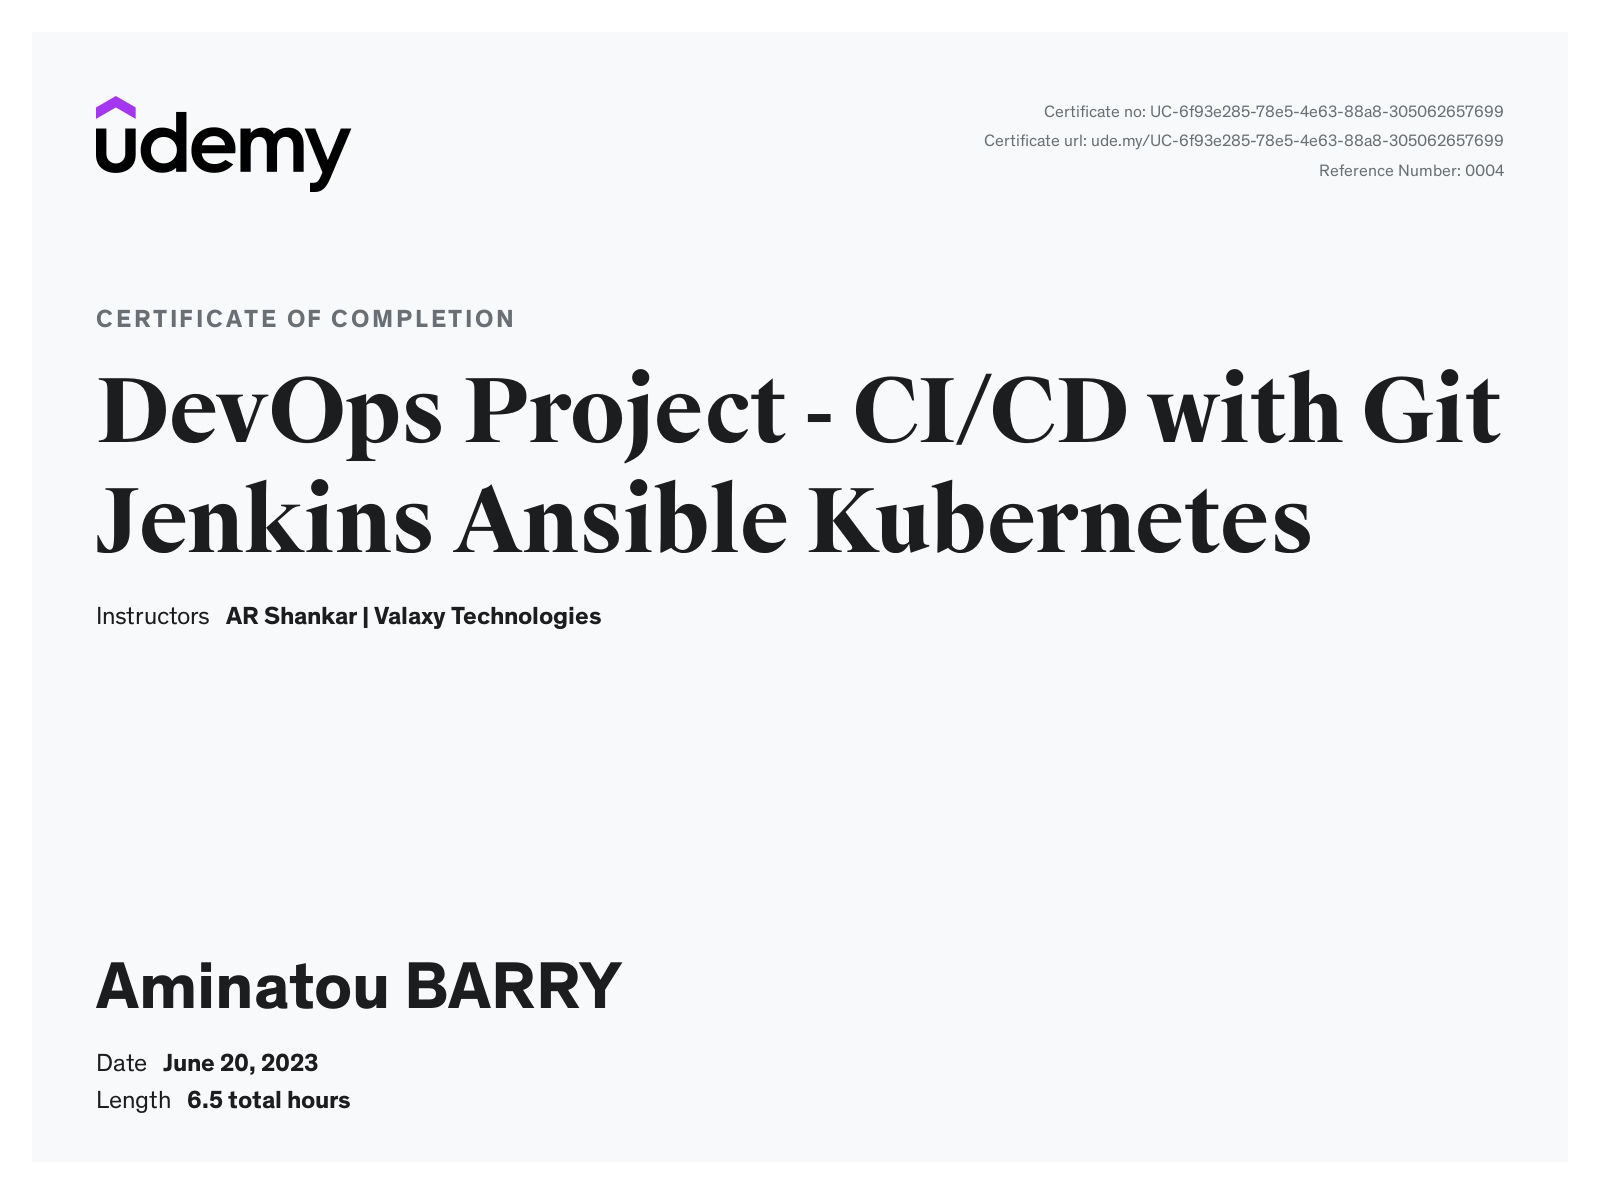 udemy
Certificate no: UC-6f93e285-78e5-4e63-88a8-305062657699
Certificate url: ude.my/UC-6f93e285-78e5-4e63-88a8-305062657699
Reference Number: 0004
CERTIFICATE OF COMPLETION
DevOps Project - CI/CD with Git
Jenkins Ansible Kubernetes
Instructors AR Shankar | Valaxy Technologies
Aminatou BARRY
Date June 20, 2023
Length 6.5 total hours